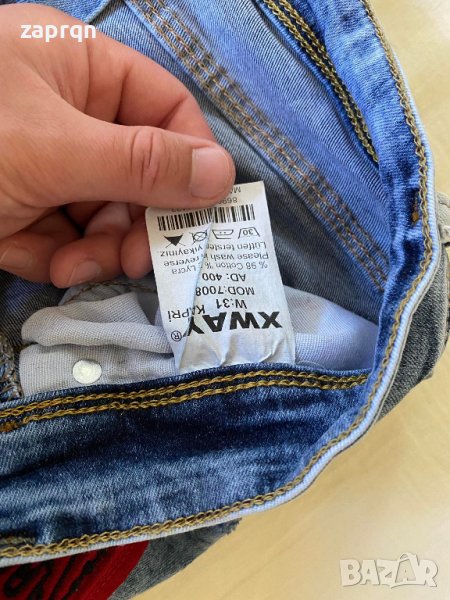 zaprqn
XWAY®
W:31 KAPRI
MOD:7008
AD: 400
% 98 Cotton %
Lycra
Please wash in reverse
Lütfen tersten yıkayınız
30
BAZAR